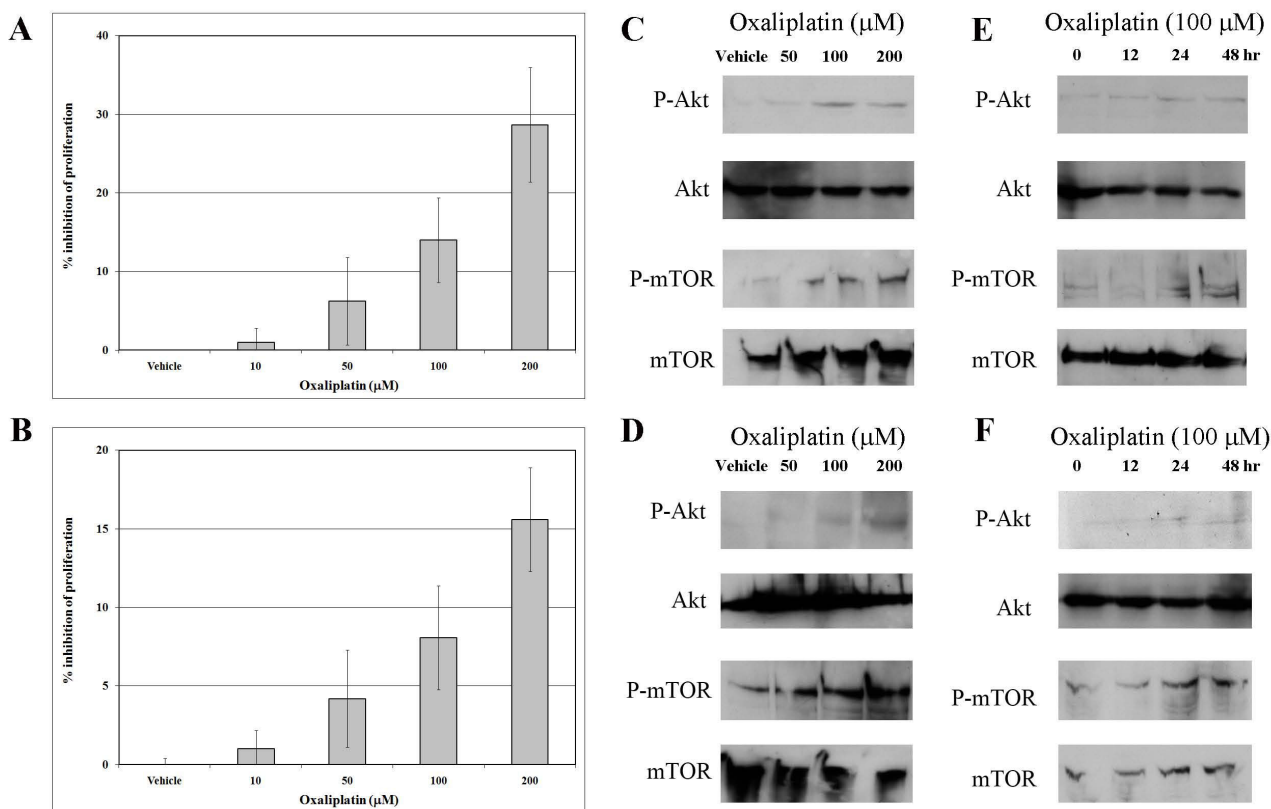 A
% inhibition of proliferation
40
30
20
10
0
Vehicle 10 50 100 200
Oxaliplatin (μM)
B
% inhibition of proliferation
20
15
10
5
0
Vehicle 10 50 100 200
Oxaliplatin (μM)
C
Oxaliplatin (μM)
Vehicle 50 100 200
P-Akt
Akt
P-mTOR
mTOR
E
Oxaliplatin (100 μM)
0 12 24 48 hr
P-Akt
Akt
P-mTOR
mTOR
D
Oxaliplatin (μM)
Vehicle 50 100 200
P-Akt
Akt
P-mTOR
mTOR
F
Oxaliplatin (100 μM)
0 12 24 48 hr
P-Akt
Akt
P-mTOR
mTOR